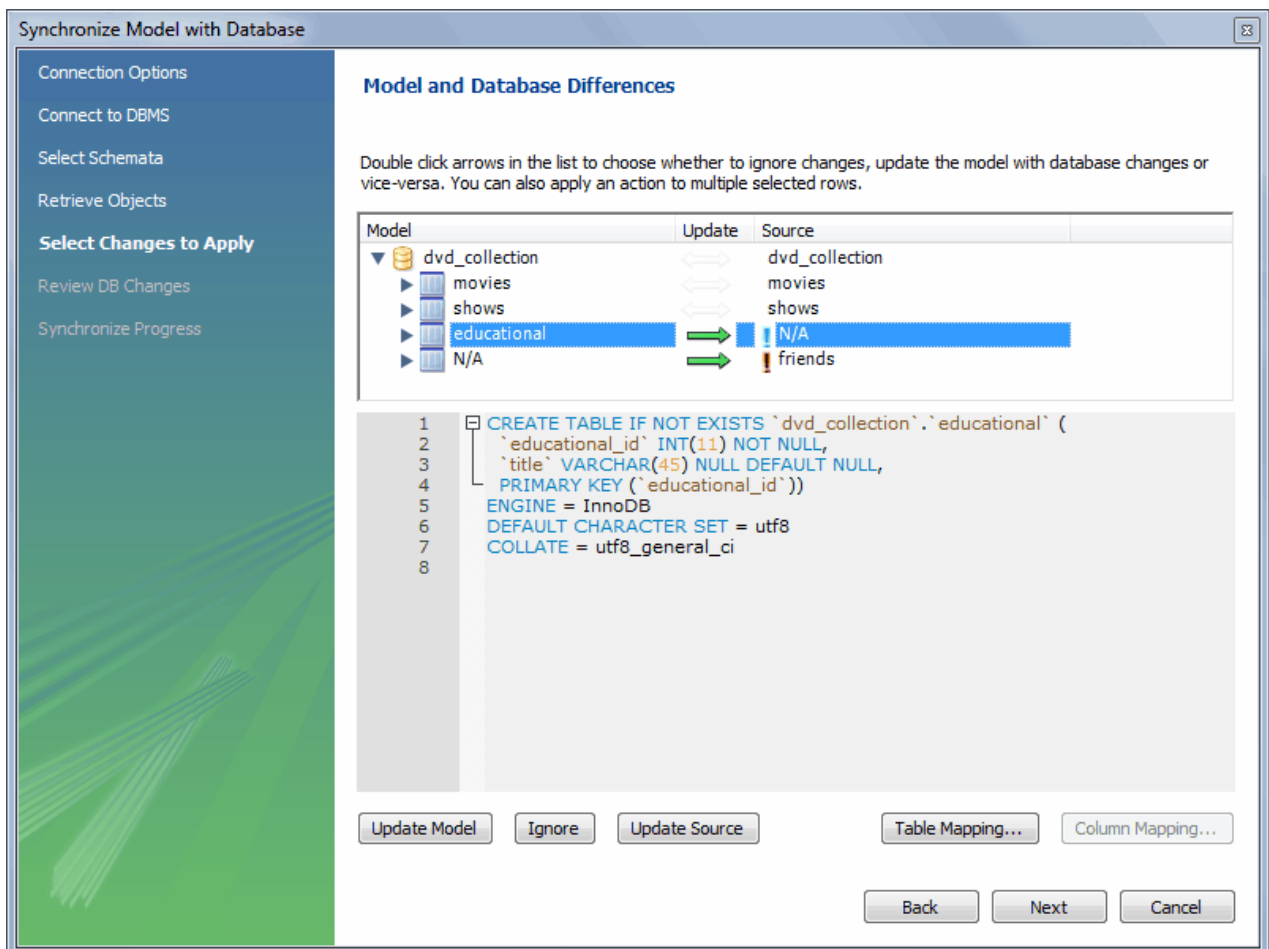 Synchronize Model with Database
Connection Options
Connect to DBMS
Select Schemata
Retrieve Objects
Select Changes to Apply
Review DB Changes
Synchronize Progress
Model and Database Differences
Double click arrows in the list to choose whether to ignore changes, update the model with database changes or
vice-versa. You can also apply an action to multiple selected rows.
Model Update Source
dvd_collection dvd_collection
movies movies
shows shows
educational N/A
N/A friends
1 CREATE TABLE IF NOT EXISTS `dvd_collection`.`educational` (
2 `educational_id` INT(11) NOT NULL,
3 `title` VARCHAR(45) NULL DEFAULT NULL,
4 PRIMARY KEY (`educational_id`))
5 ENGINE = InnoDB
6 DEFAULT CHARACTER SET = utf8
7 COLLATE = utf8_general_ci
8
Update Model Ignore Update Source Table Mapping... Column Mapping...
Back Next Cancel